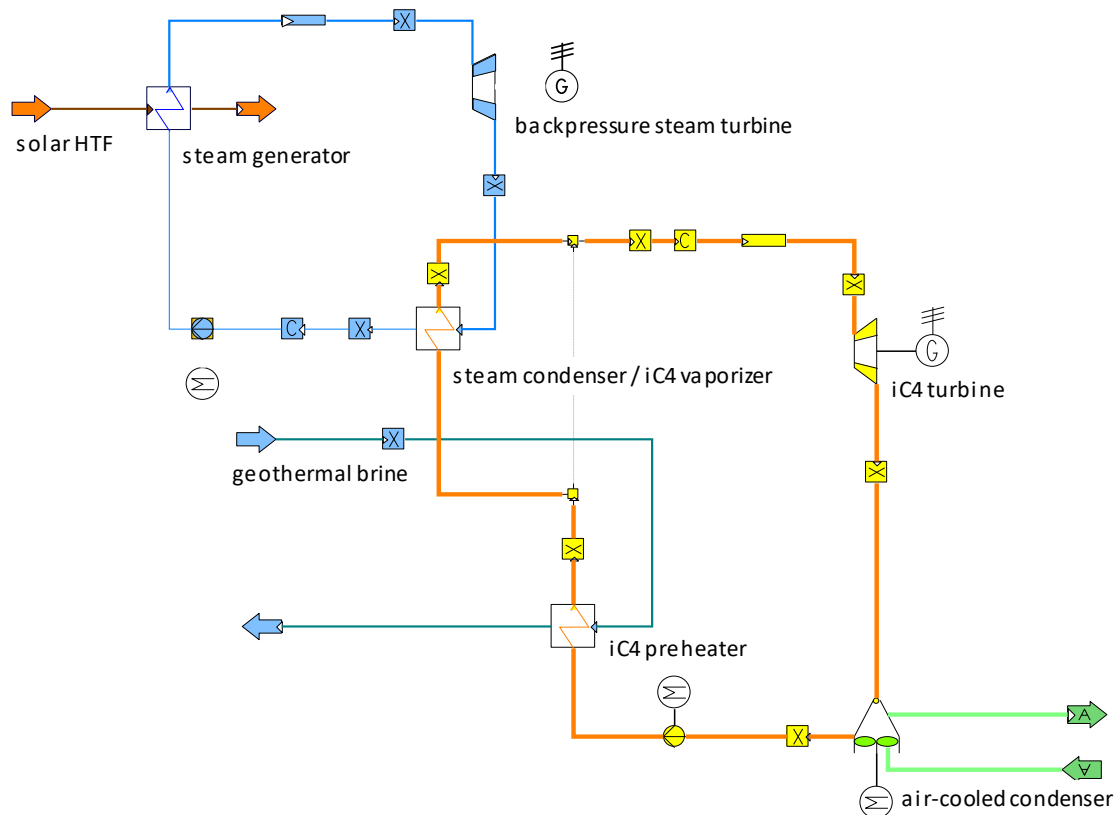 X
G
backpressure steam turbine
solar HTF
steam generator
X
X
C
X
X
C
X
X
G
steam condenser / iC4 vaporizer
iC4 turbine
X
geothermal brine
X
X
iC4 preheater
M
M
X
A
A
M
air-cooled condenser